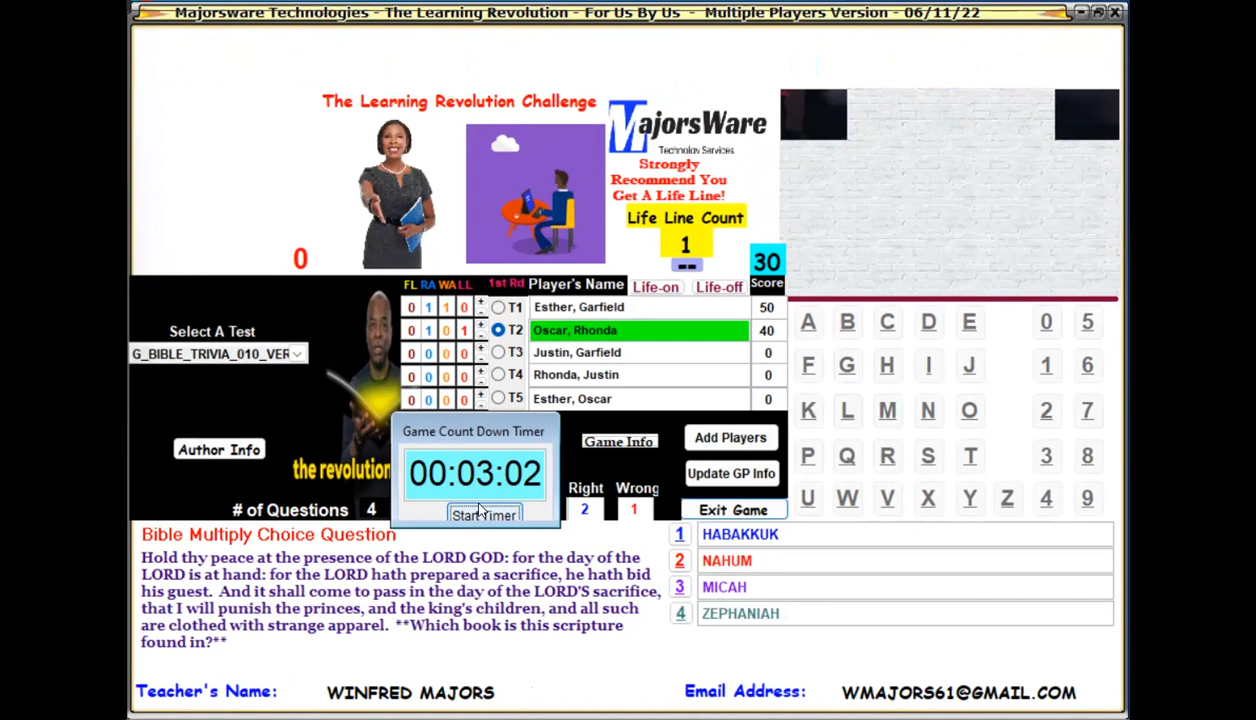 Majorsware Technologies - The Learning Revolution - For Us By Us - Multiple Players Version - 06/11/22
The Learning Revolution Challenge
MajorsWare
Technology Services
Strongly
Recommend You
Get A Life Line!
Life Line Count
1
--
0
30
FL RA WA LL 1st Rd Player's Name Life-on Life-off Score
0 1 1 0 + - T1 Esther, Garfield 50
0 1 0 1 + - T2 Oscar, Rhonda 40
0 0 0 0 + - T3 Justin, Garfield 0
0 0 0 0 + - T4 Rhonda, Justin 0
0 0 0 0 + - T5 Esther, Oscar 0
Select A Test
G_BIBLE_TRIVIA_010_VER
Author Info
the revolution
# of Questions 4
Game Count Down Timer
00:03:02
Start Timer
Game Info
Right Wrong
2 1
Add Players
Update GP Info
Exit Game
A B C D E 0 5
F G H I J 1 6
K L M N O 2 7
P Q R S T 3 8
U V W X Y Z 4 9
Bible Multiply Choice Question
Hold thy peace at the presence of the LORD GOD: for the day of the
LORD is at hand: for the LORD hath prepared a sacrifice, he hath bid
his guest. And it shall come to pass in the day of the LORD'S sacrifice,
that I will punish the princes, and the king's children, and all such
are clothed with strange apparel. **Which book is this scripture
found in?**
1 HABAKKUK
2 NAHUM
3 MICAH
4 ZEPHANIAH
Teacher's Name: WINFRED MAJORS
Email Address: WMAJORS61@GMAIL.COM